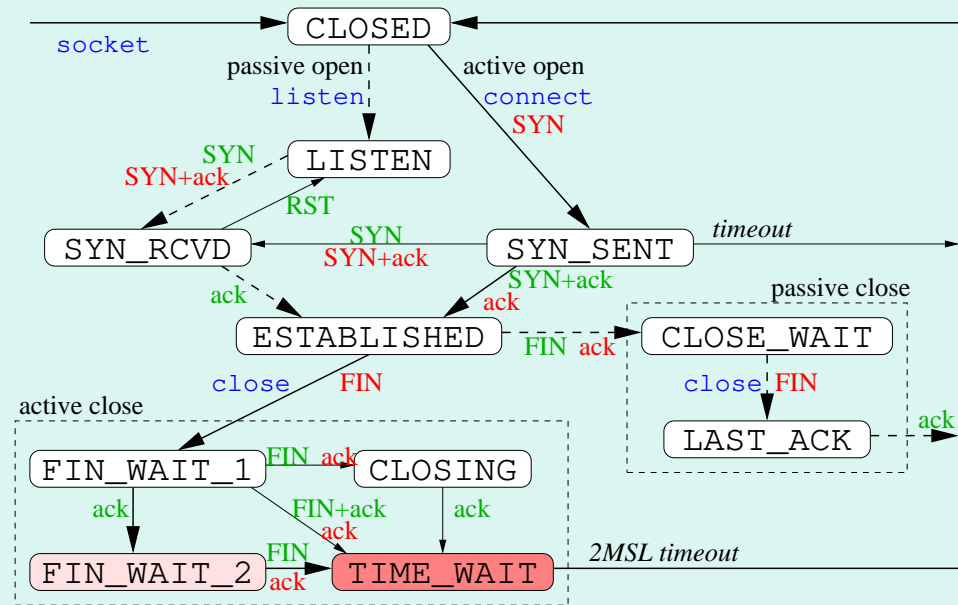 CLOSED
socket
passive open
active open
listen
connect
SYN
LISTEN
SYN
SYN+ack
RST
SYN_RCVD
SYN
SYN+ack
SYN_SENT
timeout
ack
SYN+ack
ack
passive close
ESTABLISHED
FIN ack
CLOSE_WAIT
close FIN
close FIN
active close
LAST_ACK
ack
FIN_WAIT_1
FIN ack
CLOSING
ack
FIN+ack
ack
ack
FIN_WAIT_2
FIN
ack
TIME_WAIT
2MSL timeout